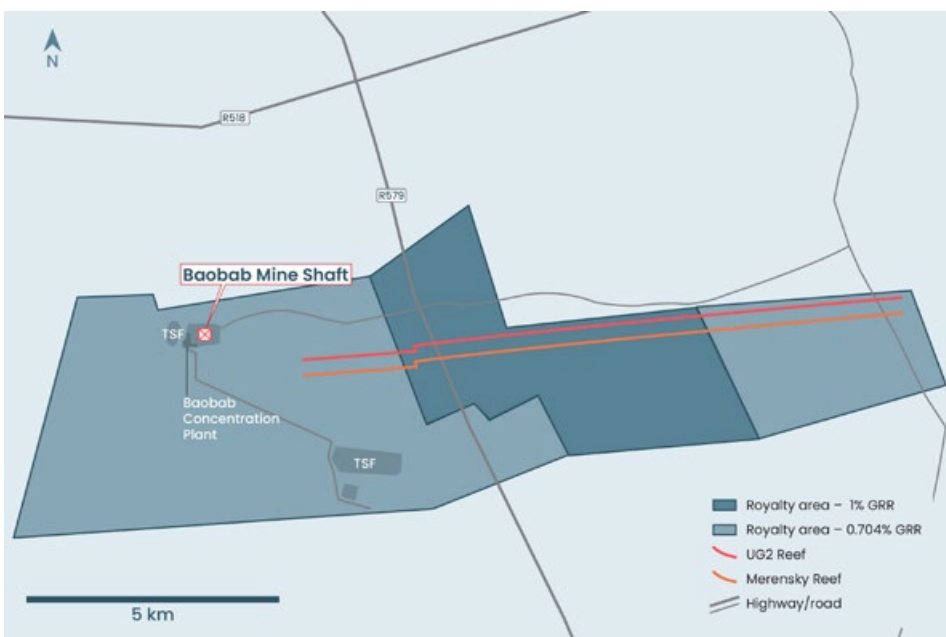 N
R518
R579
Baobab Mine Shaft
TSF
Baobab
Concentration
Plant
TSF
Royalty area – 1% GRR
Royalty area – 0.704% GRR
UG2 Reef
Merensky Reef
Highway/road
5 km